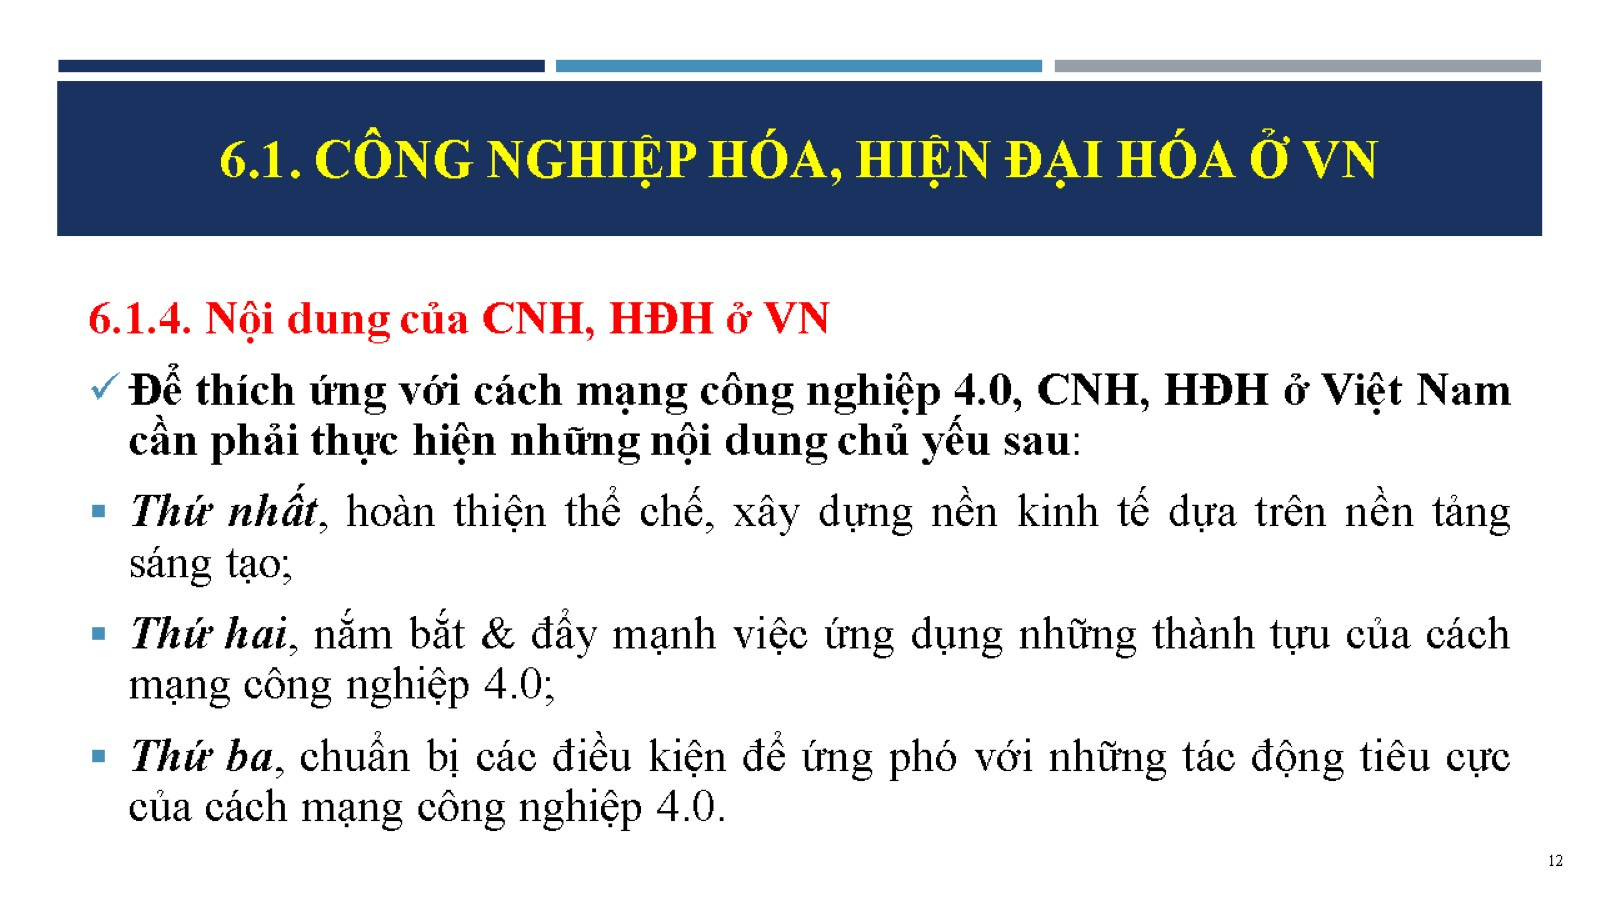 6.1. CÔNG NGHIỆP HÓA, HIỆN ĐẠI HÓA Ở VN
6.1.4. Nội dung của CNH, HĐH ở VN
✓ Để thích ứng với cách mạng công nghiệp 4.0, CNH, HĐH ở Việt Nam
cần phải thực hiện những nội dung chủ yếu sau:
▪ Thứ nhất, hoàn thiện thể chế, xây dựng nền kinh tế dựa trên nền tảng
sáng tạo;
▪ Thứ hai, nắm bắt & đẩy mạnh việc ứng dụng những thành tựu của cách
mạng công nghiệp 4.0;
▪ Thứ ba, chuẩn bị các điều kiện để ứng phó với những tác động tiêu cực
của cách mạng công nghiệp 4.0.
12